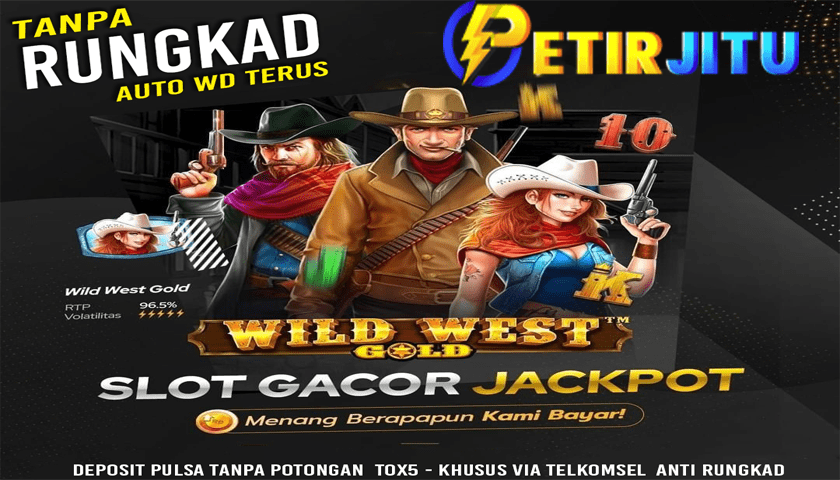 TANPA
RUNGKAD
AUTO WD TERUS
PETIRJITU
K
10
K
Wild West Gold
RTP 96.5%
Volatilitas
WILD WEST™
GOLD
SLOT GACOR JACKPOT
Menang Berapapun Kami Bayar!
DEPOSIT PULSA TANPA POTONGAN TOX5 - KHUSUS VIA TELKOMSEL ANTI RUNGKAD